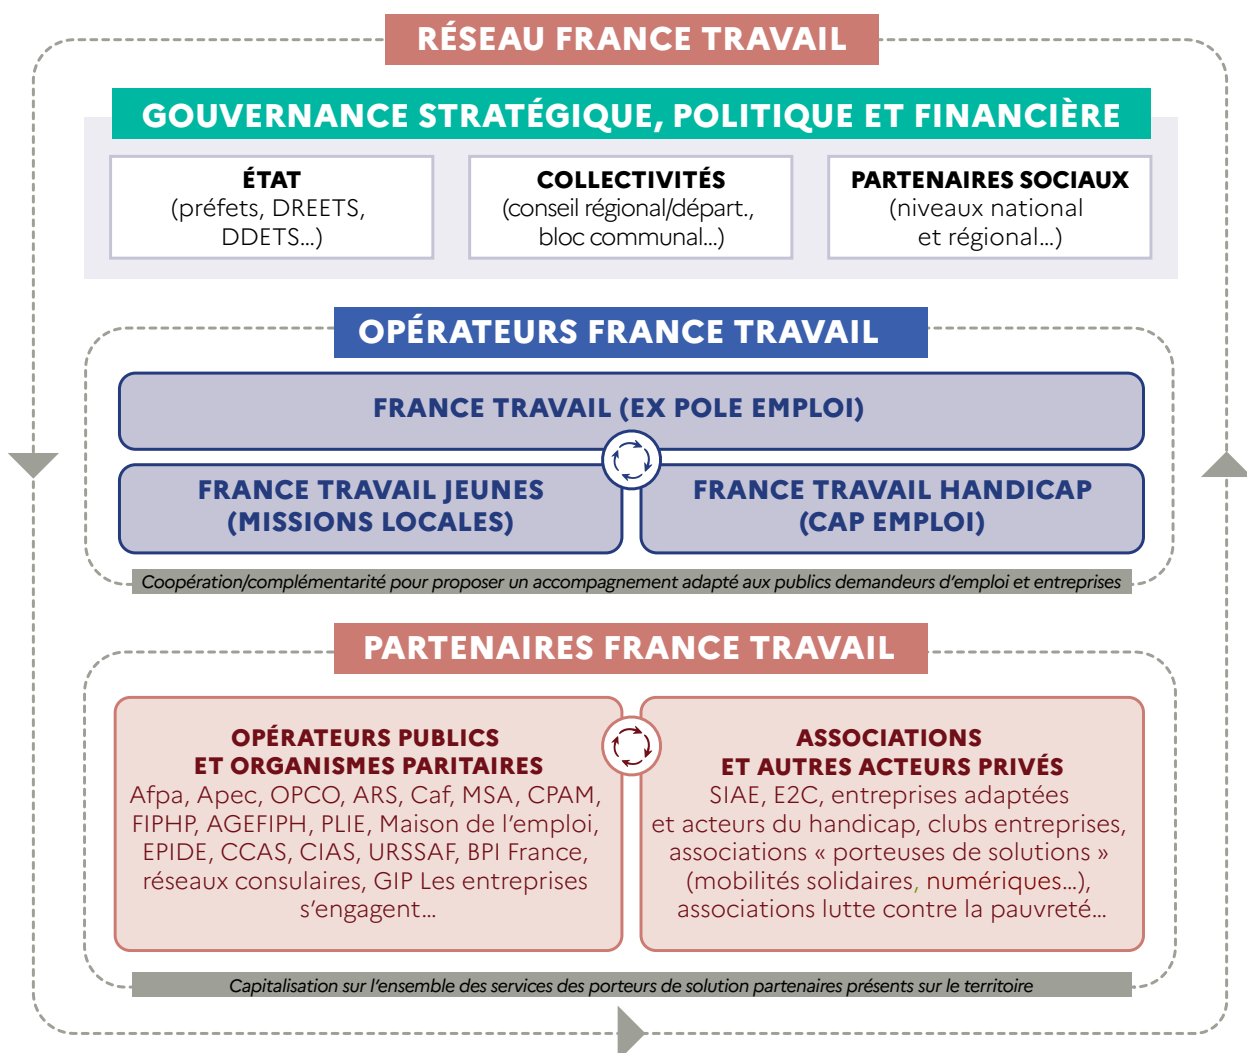 RÉSEAU FRANCE TRAVAIL
GOUVERNANCE STRATÉGIQUE, POLITIQUE ET FINANCIÈRE
ÉTAT
(préfets, DREETS,
DDETS…)
COLLECTIVITÉS
(conseil régional/départ.,
bloc communal…)
PARTENAIRES SOCIAUX
(niveaux national
et régional…)
OPÉRATEURS FRANCE TRAVAIL
FRANCE TRAVAIL (EX POLE EMPLOI)
FRANCE TRAVAIL JEUNES
(MISSIONS LOCALES)
FRANCE TRAVAIL HANDICAP
(CAP EMPLOI)
Coopération/complémentarité pour proposer un accompagnement adapté aux publics demandeurs d'emploi et entreprises
PARTENAIRES FRANCE TRAVAIL
OPÉRATEURS PUBLICS
ET ORGANISMES PARITAIRES
Afpa, Apec, OPCO, ARS, Caf, MSA, CPAM,
FIPHP, AGEFIPH, PLIE, Maison de l'emploi,
EPIDE, CCAS, CIAS, URSSAF, BPI France,
réseaux consulaires, GIP Les entreprises
s'engagent…
ASSOCIATIONS
ET AUTRES ACTEURS PRIVÉS
SIAE, E2C, entreprises adaptées
et acteurs du handicap, clubs entreprises,
associations « porteuses de solutions »
(mobilités solidaires, numériques…),
associations lutte contre la pauvreté…
Capitalisation sur l'ensemble des services des porteurs de solution partenaires présents sur le territoire